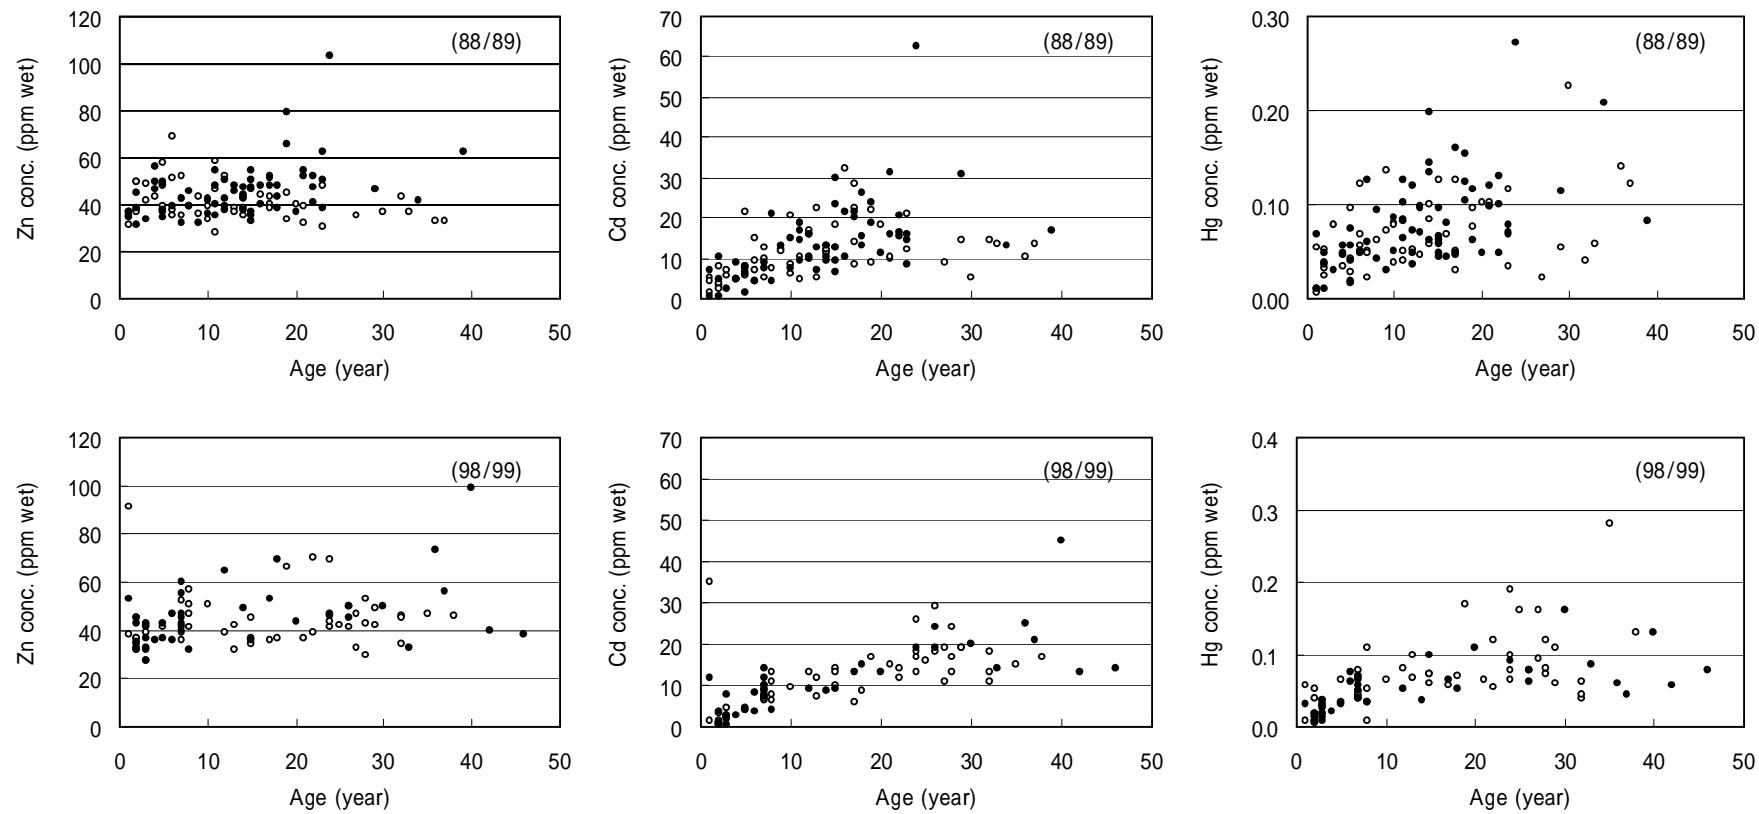 120 70 0.30
(88/89) (88/89) (88/89)
100 60
80 50 0.20
60 40
40 30 0.10
20 20
0 10 0.00
0
Zn conc. (ppm wet) Cd conc. (ppm wet) Hg conc. (ppm wet)
0 10 20 30 40 50 0 10 20 30 40 50 0 10 20 30 40 50
Age (year) Age (year) Age (year)
120 70 0.4
(98/99) (98/99) (98/99)
100 60 0.3
80 50
60 40 0.2
40 30
20 20 0.1
0 10 0.0
0
Zn conc. (ppm wet) Cd conc. (ppm wet) Hg conc. (ppm wet)
0 10 20 30 40 50 0 10 20 30 40 50 0 10 20 30 40 50
Age (year) Age (year) Age (year)